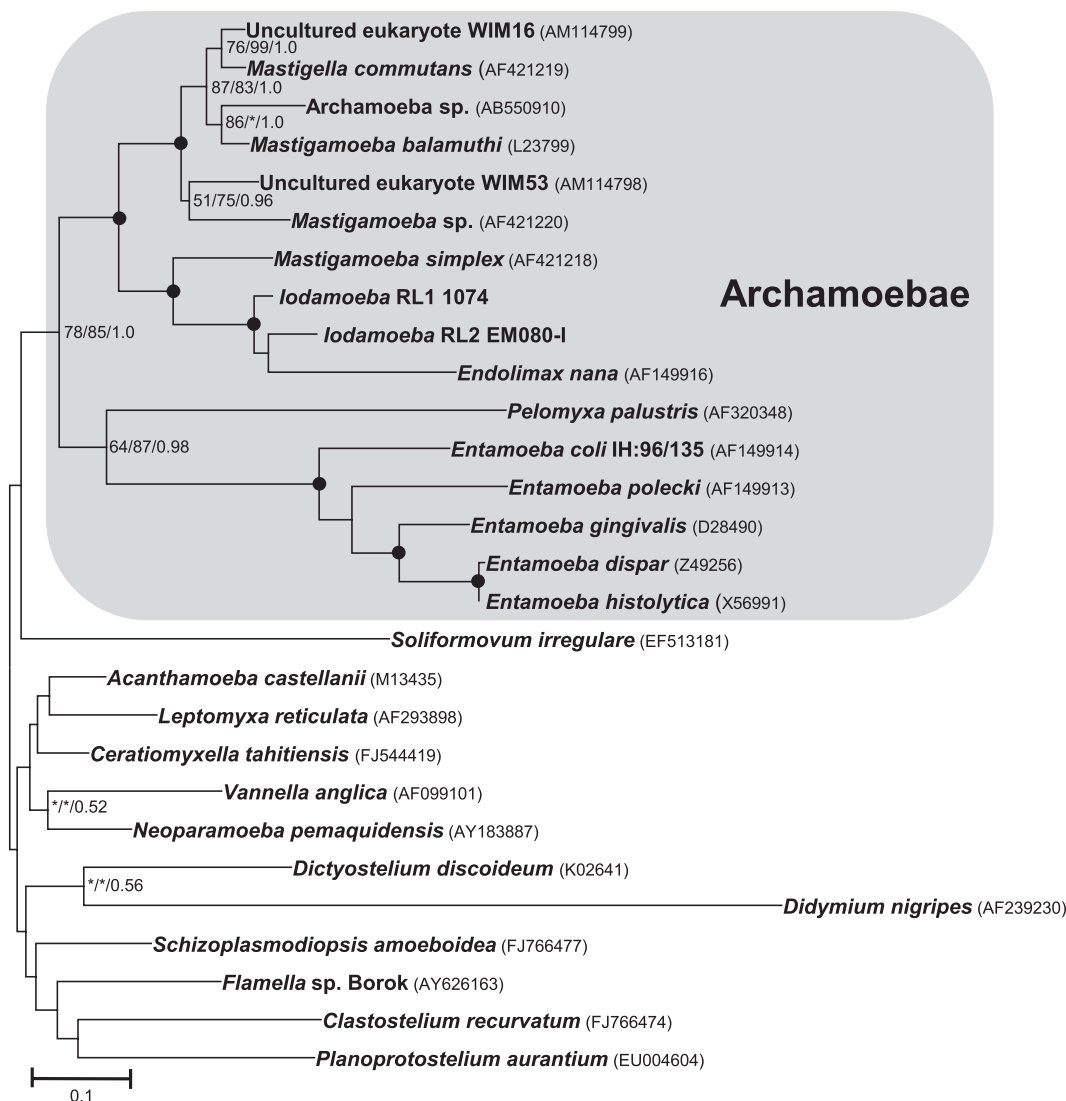 Uncultured eukaryote WIM16 (AM114799)
76/99/1.0
Mastigella commutans (AF421219)
87/83/1.0
Archamoeba sp. (AB550910)
86/*/1.0
Mastigamoeba balamuthi (L23799)
Uncultured eukaryote WIM53 (AM114798)
51/75/0.96
Mastigamoeba sp. (AF421220)
Mastigamoeba simplex (AF421218)
Iodamoeba RL1 1074
Archamoebae
78/85/1.0
Iodamoeba RL2 EM080-I
Endolimax nana (AF149916)
Pelomyxa palustris (AF320348)
64/87/0.98
Entamoeba coli IH:96/135 (AF149914)
Entamoeba polecki (AF149913)
Entamoeba gingivalis (D28490)
Entamoeba dispar (Z49256)
Entamoeba histolytica (X56991)
Soliformovum irregulare (EF513181)
Acanthamoeba castellanii (M13435)
Leptomyxa reticulata (AF293898)
Ceratiomyxella tahitiensis (FJ544419)
Vannella anglica (AF099101)
*/*/0.52
Neoparamoeba pemaquidensis (AY183887)
Dictyostelium discoideum (K02641)
*/*/0.56
Didymium nigripes (AF239230)
Schizoplasmodiopsis amoeboidea (FJ766477)
Flamella sp. Borok (AY626163)
Clastostelium recurvatum (FJ766474)
Planoprotostelium aurantium (EU004604)
0.1